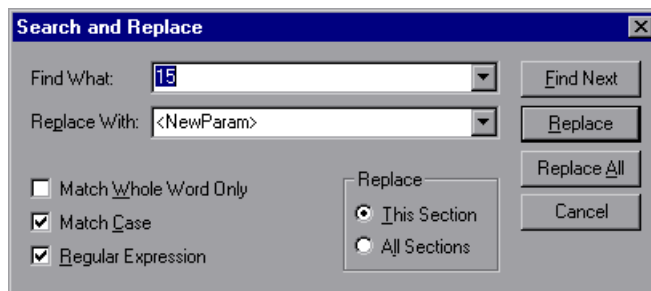 Search and Replace
Find What: 15 Find Next
Replace With: <NewParam> Replace
Replace All
Match Whole Word Only
Match Case
Regular Expression
Replace
This Section
All Sections
Cancel